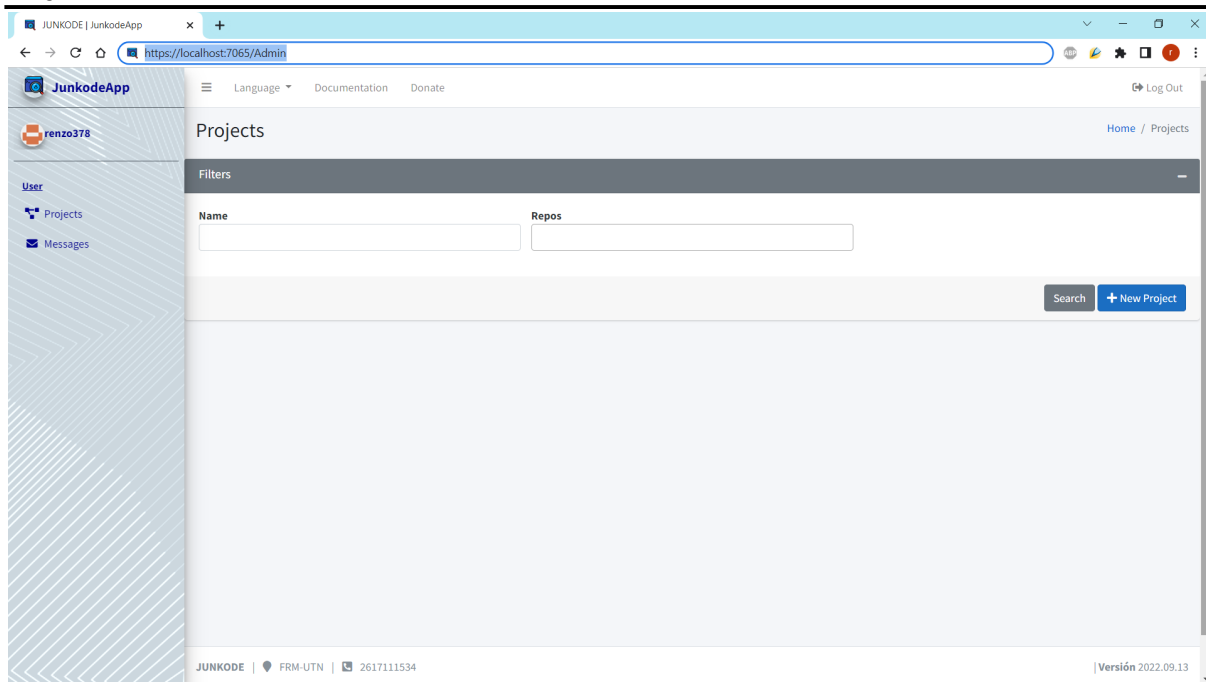 JUNKODE | JunkodeApp
https://localhost:7065/Admin
ABP
r
JunkodeApp
Language
Documentation
Donate
Log Out
renzo378
Projects
Home / Projects
User
Projects
Messages
Filters
Name
Repos
Search
New Project
JUNKODE | FRM-UTN | 2617111534
| Versión 2022.09.13